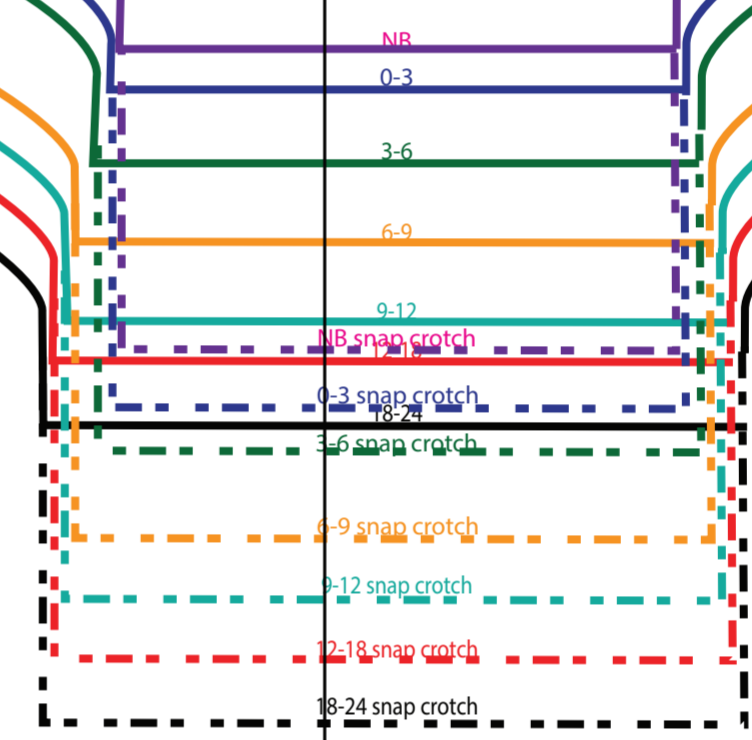 NB
0-3
3-6
6-9
9-12
NB snap crotch
12-18
0-3 snap crotch
18-24
3-6 snap crotch
6-9 snap crotch
9-12 snap crotch
12-18 snap crotch
18-24 snap crotch